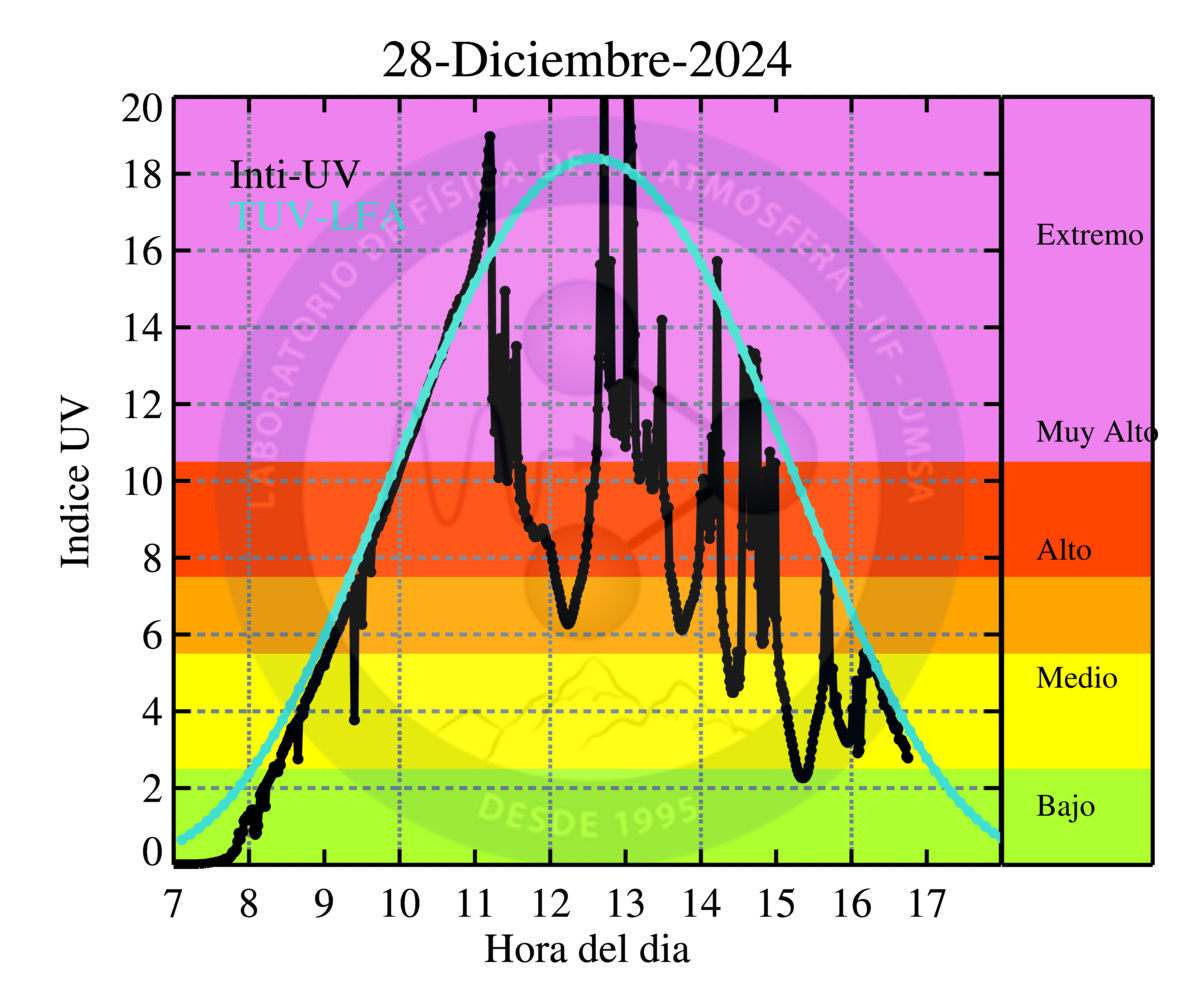 28-Diciembre-2024
Inti-UV
TUV-LFA
LABORATORIO DE FÍSICA DE LA ATMÓSFERA - IIF - UMSA
DESDE 1995
Indice UV
20
18
16
14
12
10
8
6
4
2
0
Extremo
Muy Alto
Alto
Medio
Bajo
7 8 9 10 11 12 13 14 15 16 17
Hora del dia